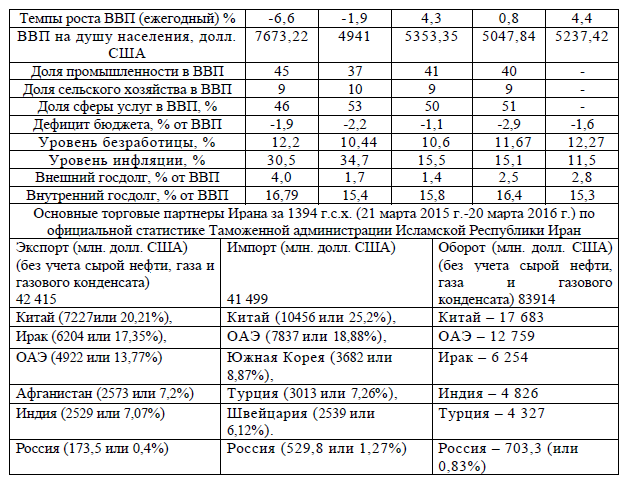 Темпы роста ВВП (ежегодный) % -6,6 -1,9 4,3 0,8 4,4
ВВП на душу населения, долл. 7673,22 4941 5353,35 5047,84 5237,42
США
Доля промышленности в ВВП 45 37 41 40 -
Доля сельского хозяйства в ВВП 9 10 9 9 -
Доля сферы услуг в ВВП, % 46 53 50 51 -
Дефицит бюджета, % от ВВП -1,9 -2,2 -1,1 -2,9 -1,6
Уровень безработицы, % 12,2 10,44 10,6 11,67 12,27
Уровень инфляции, % 30,5 34,7 15,5 15,1 11,5
Внешний госдолг, % от ВВП 4,0 1,7 1,4 2,5 2,8
Внутренний госдолг, % от ВВП 16,79 15,4 15,8 16,4 15,3
Основные торговые партнеры Ирана за 1394 г.с.х. (21 марта 2015 г.-20 марта 2016 г.) по
официальной статистике Таможенной администрации Исламской Республики Иран
Экспорт (млн. долл. США)
(без учета сырой нефти, газа и
газового конденсата)
42 415
Импорт (млн. долл. США)
41 499
Оборот (млн. долл. США)
(без учета сырой нефти,
газа и газового
конденсата) 83914
Китай (7227или 20,21%), Китай (10456 или 25,2%), Китай – 17 683
Ирак (6204 или 17,35%), ОАЭ (7837 или 18,88%), ОАЭ – 12 759
ОАЭ (4922 или 13,77%) Южная Корея (3682 или Ирак – 6 254
8,87%),
Афганистан (2573 или 7,2%) Турция (3013 или 7,26%), Индия – 4 826
Индия (2529 или 7,07%) Швейцария (2539 или Турция – 4 327
6,12%).
Россия (173,5 или 0,4%) Россия (529,8 или 1,27%) Россия – 703,3 (или
0,83%)